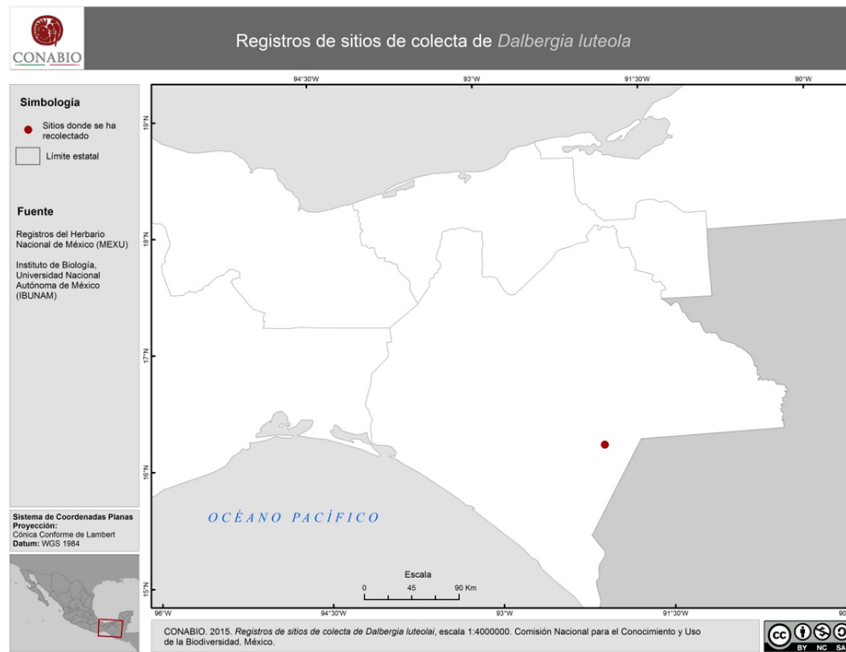 CONABIO
Registros de sitios de colecta de Dalbergia luteola
Simbología
Sitios donde se ha
recolectado
Límite estatal
Fuente
Registros del Herbario
Nacional de México (MEXU)
Instituto de Biología,
Universidad Nacional
Autónoma de México
(IBUNAM)
94°30'W 93°W 91°30'W 90°W
19°N
18°N
17°N
16°N
15°N
OCÉANO PACÍFICO
Escala
0 45 90 Km
96°W 94°30'W 93°W 91°30'W 90
Sistema de Coordenadas Planas
Proyección:
Cónica Conforme de Lambert
Datum: WGS 1984
CONABIO. 2015. Registros de sitios de colecta de Dalbergia luteolai, escala 1:4000000. Comisión Nacional para el Conocimiento y Uso
de la Biodiversidad. México.
cc
BY NC SA